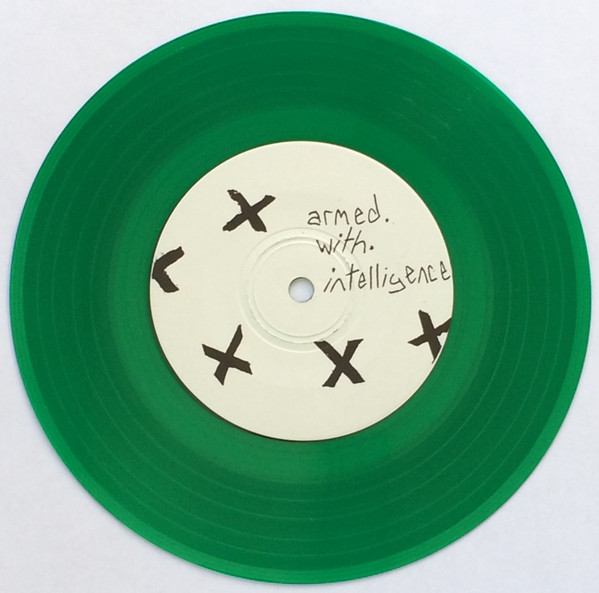 armed.
with.
intelligence